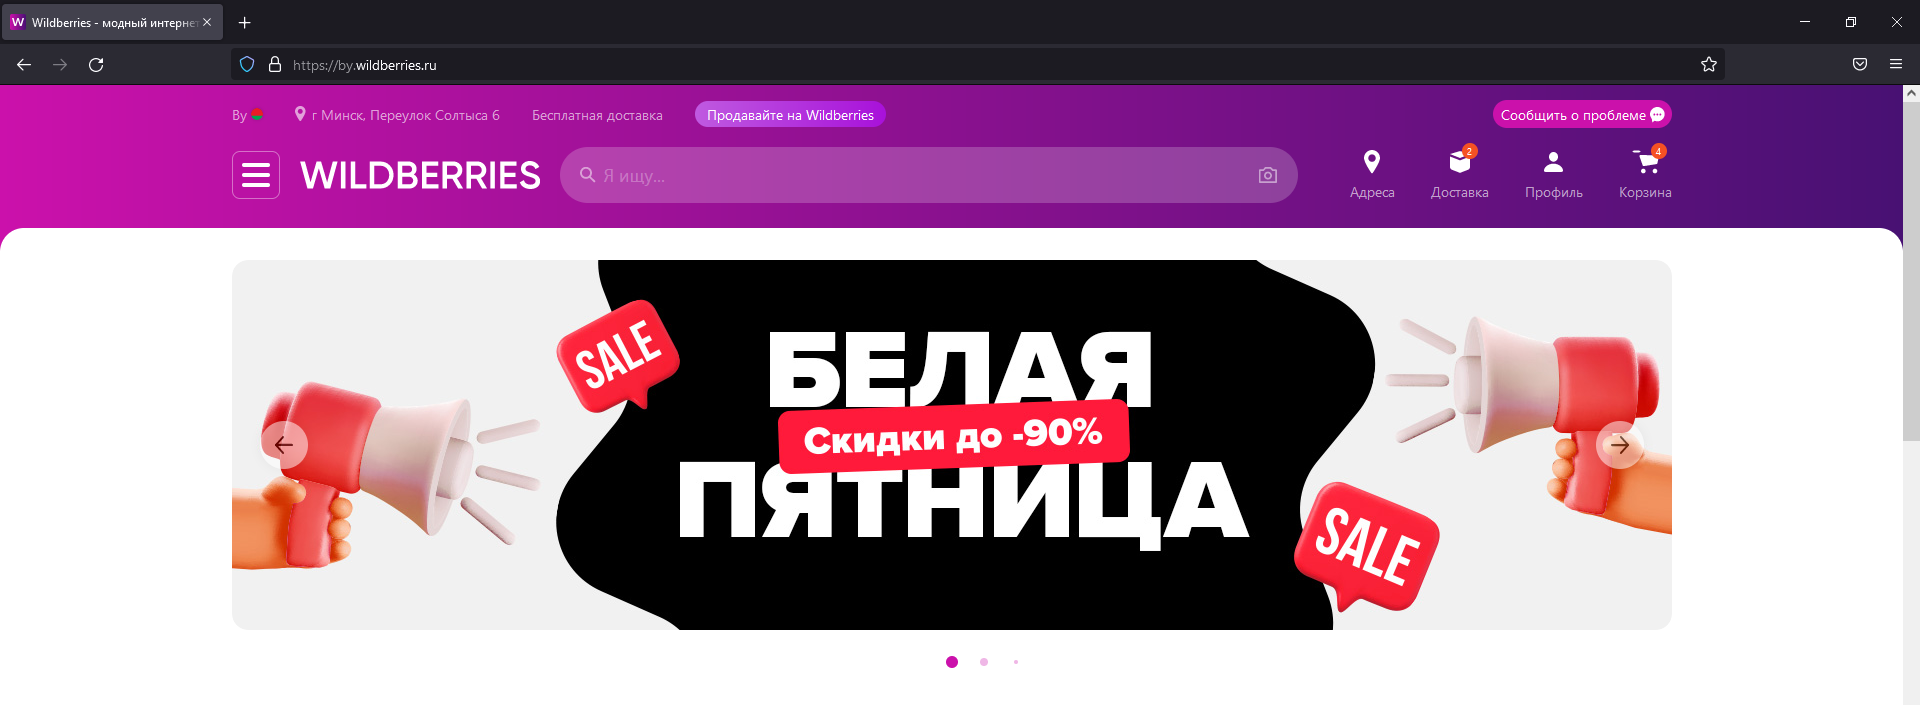 Wildberries - модный интернет
https://by.wildberries.ru
By
г Минск, Переулок Солтыса 6
Бесплатная доставка
Продавайте на Wildberries
Сообщить о проблеме
WILDBERRIES
Я ищу...
Адреса
2
Доставка
Профиль
4
Корзина
SALE
БЕЛАЯ
Скидки до -90%
ПЯТНИЦА
SALE